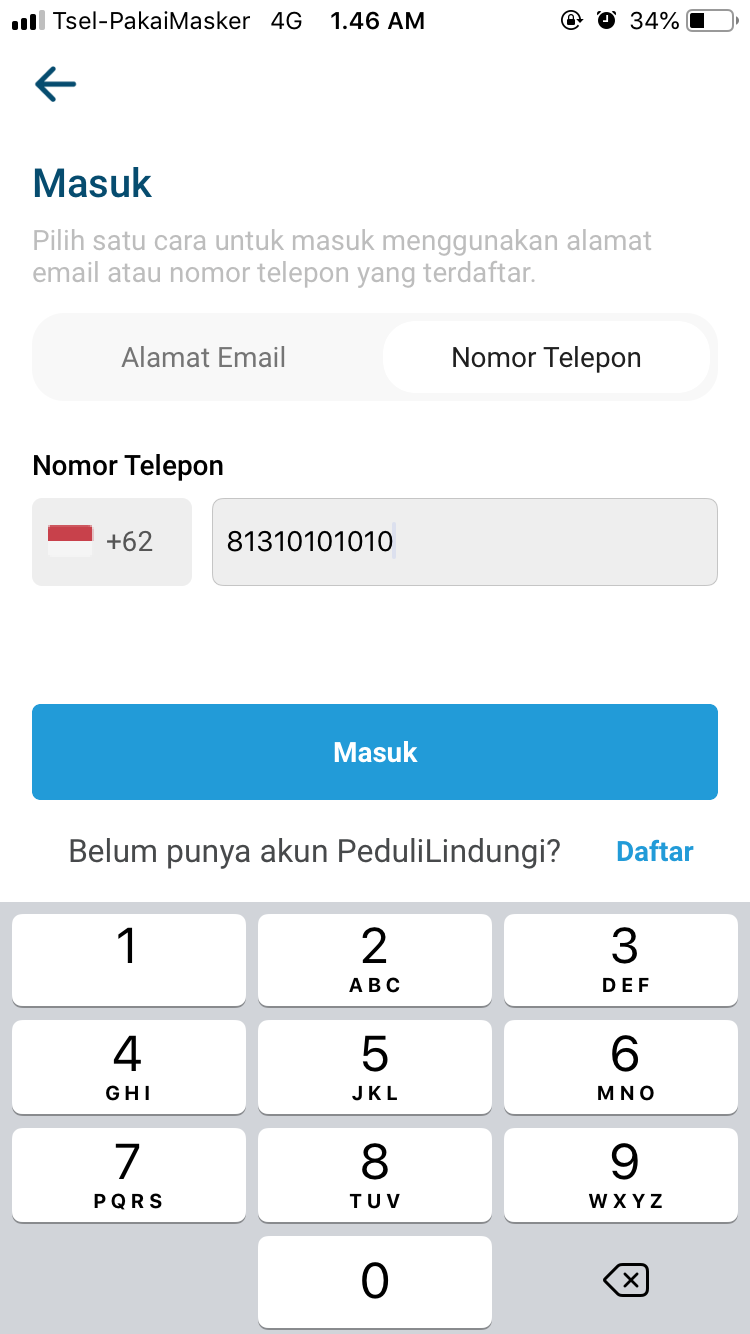 Tsel-PakaiMasker 4G 1.46 AM 34%
Masuk
Pilih satu cara untuk masuk menggunakan alamat
email atau nomor telepon yang terdaftar.
Alamat Email Nomor Telepon
Nomor Telepon
+62 81310101010
Masuk
Belum punya akun PeduliLindungi? Daftar
1 2 3
ABC DEF
4 5 6
GHI JKL MNO
7 8 9
PQRS TUV WXYZ
0